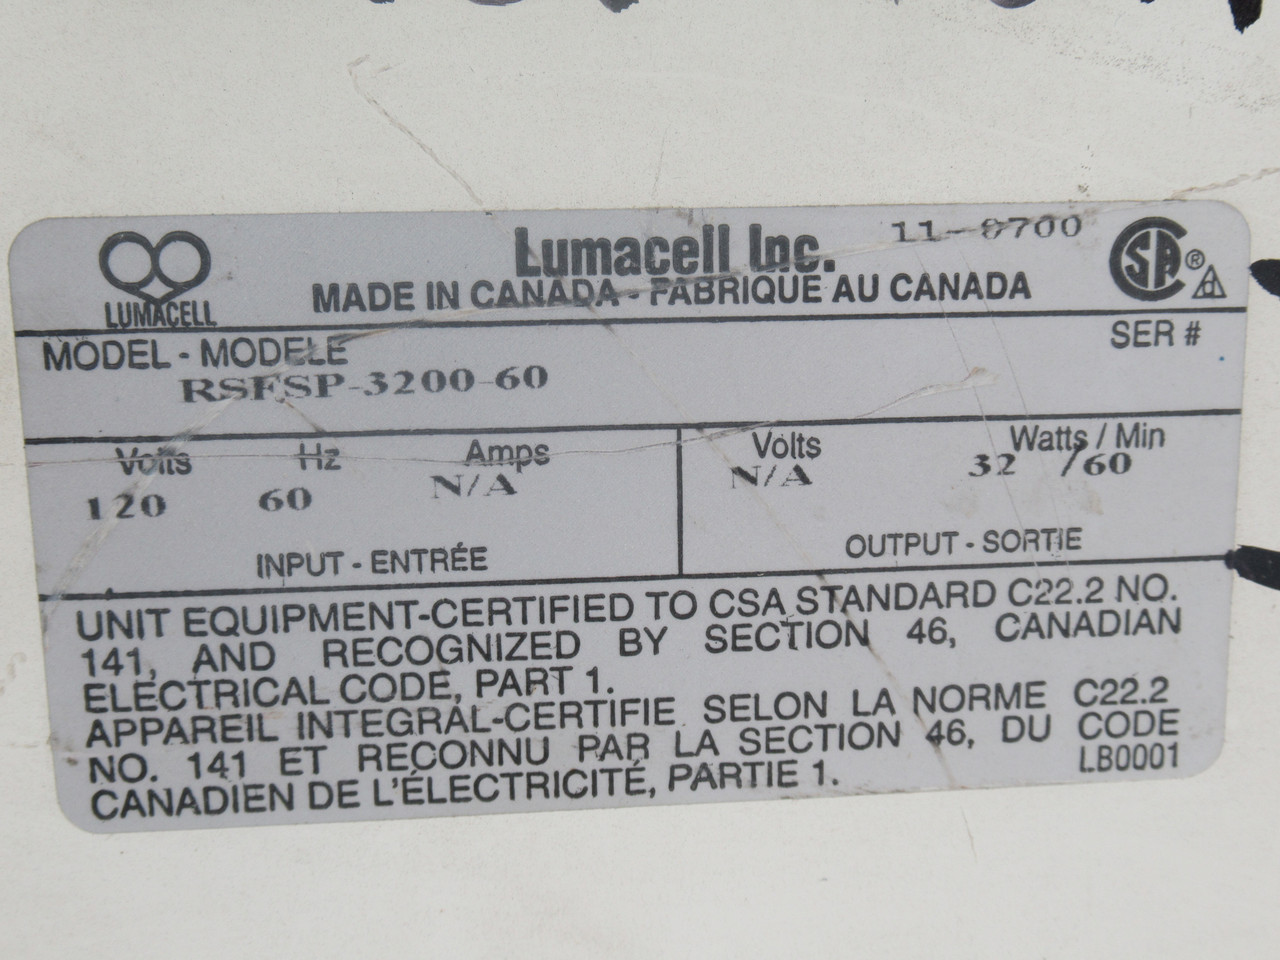 Lumacell Inc. 11-0700
LUMACELL
MADE IN CANADA - FABRIQUE AU CANADA
CSA ®
MODEL - MODELE SER #
RSFSP-3200-60
Volts Hz Amps Volts Watts / Min
120 60 N/A N/A 32 /60
INPUT - ENTRÉE OUTPUT - SORTIE
UNIT EQUIPMENT-CERTIFIED TO CSA STANDARD C22.2 NO.
141, AND RECOGNIZED BY SECTION 46, CANADIAN
ELECTRICAL CODE, PART 1.
APPAREIL INTEGRAL-CERTIFIE SELON LA NORME C22.2
NO. 141 ET RECONNU PAR LA SECTION 46, DU CODE
CANADIEN DE L'ÉLECTRICITÉ, PARTIE 1.
LB0001